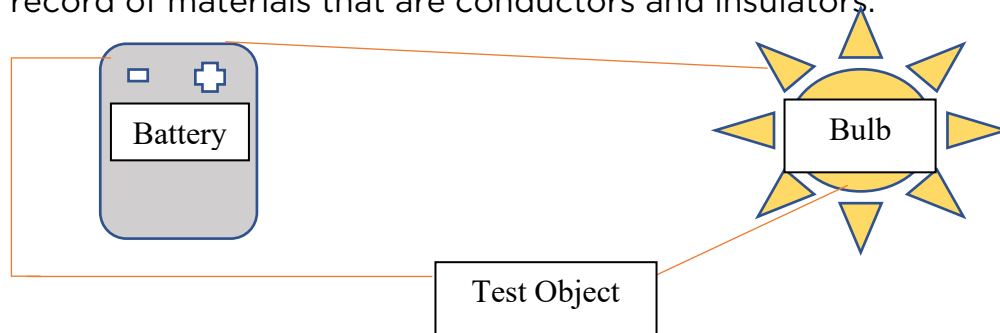 record of materials that are conductors and insulators.
Battery
Bulb
Test Object